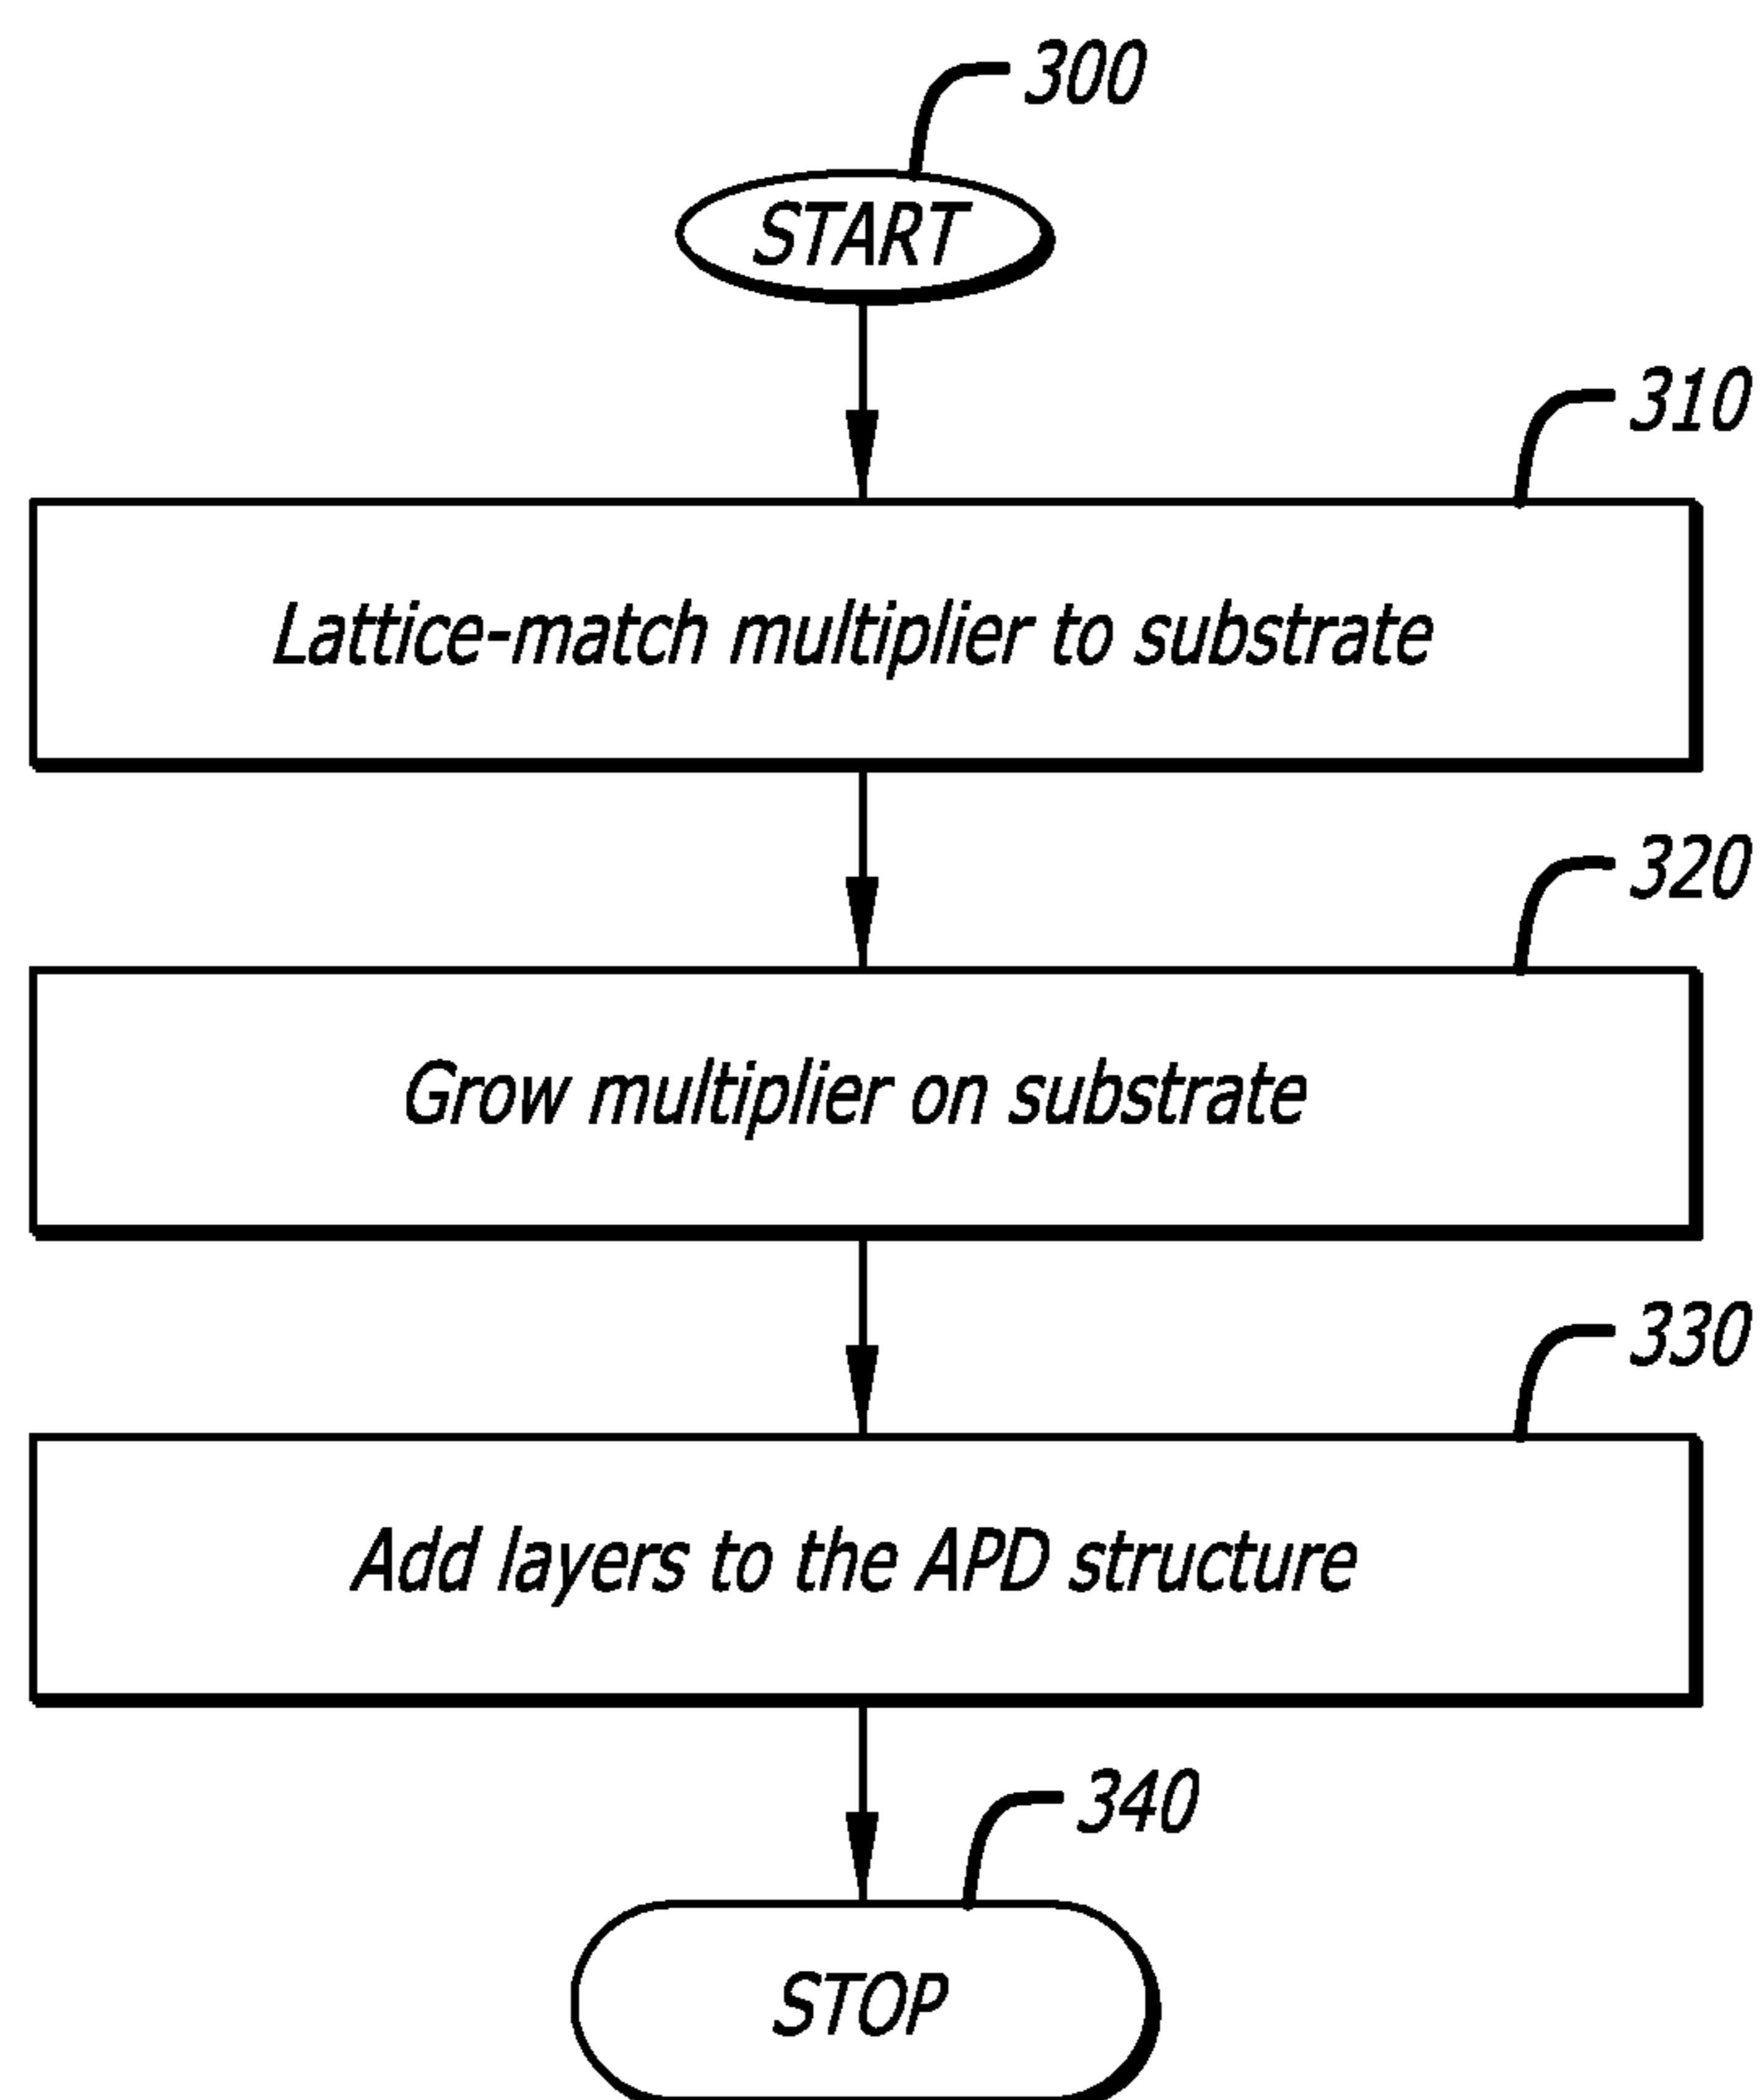 300
START
310
Lattice-match multiplier to substrate
320
Grow multiplier on substrate
330
Add layers to the APD structure
340
STOP